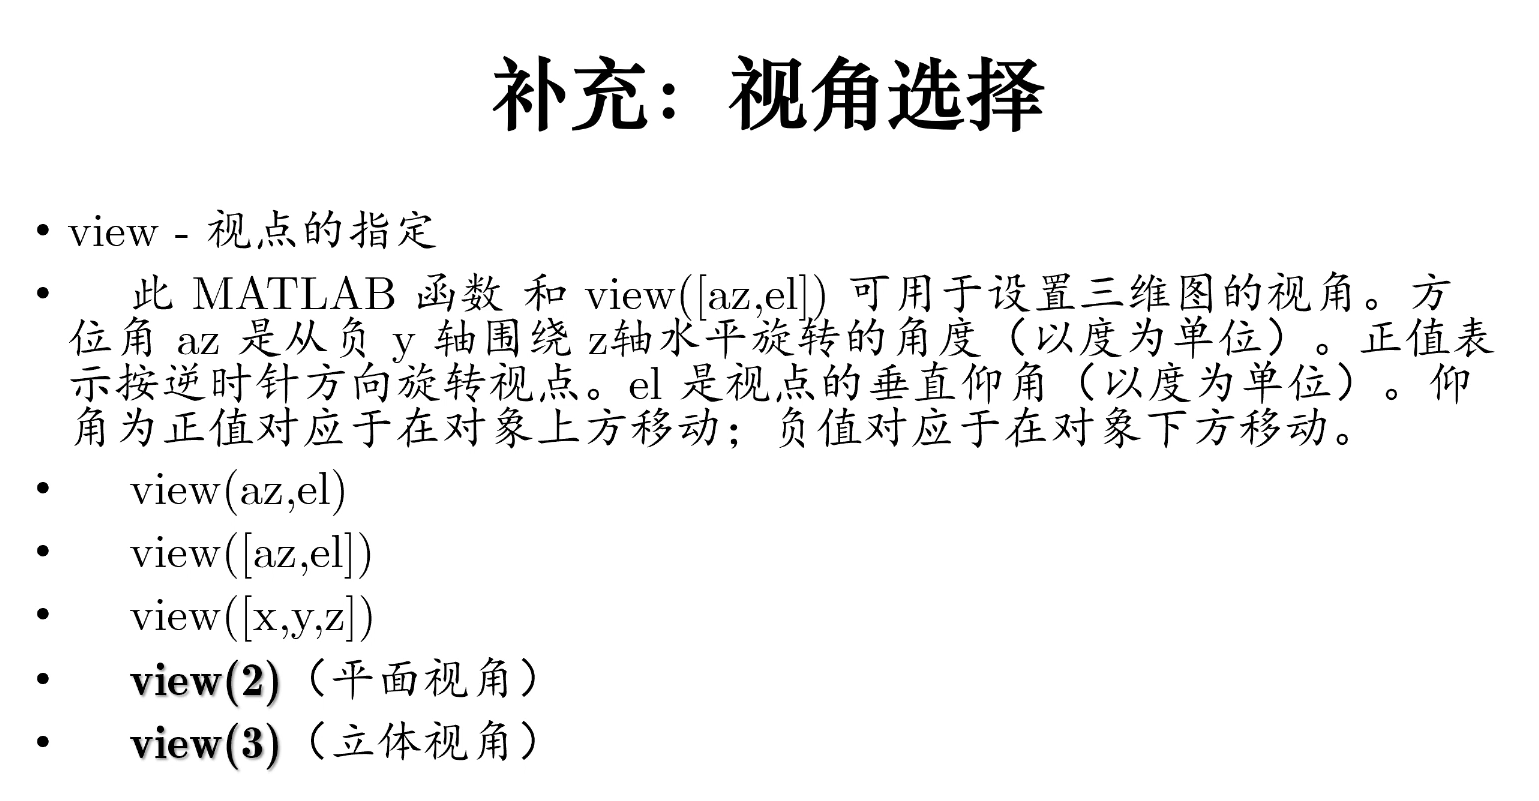 补充：视角选择
• view - 视点的指定
• 此 MATLAB 函数 和 view([az,el]) 可用于设置三维图的视角。方
位角 az 是从负 y 轴围绕 z轴水平旋转的角度（以度为单位）。正值表
示按逆时针方向旋转视点。el 是视点的垂直仰角（以度为单位）。仰
角为正值对应于在对象上方移动；负值对应于在对象下方移动。
• view(az,el)
• view([az,el])
• view([x,y,z])
• view(2)（平面视角）
• view(3)（立体视角）